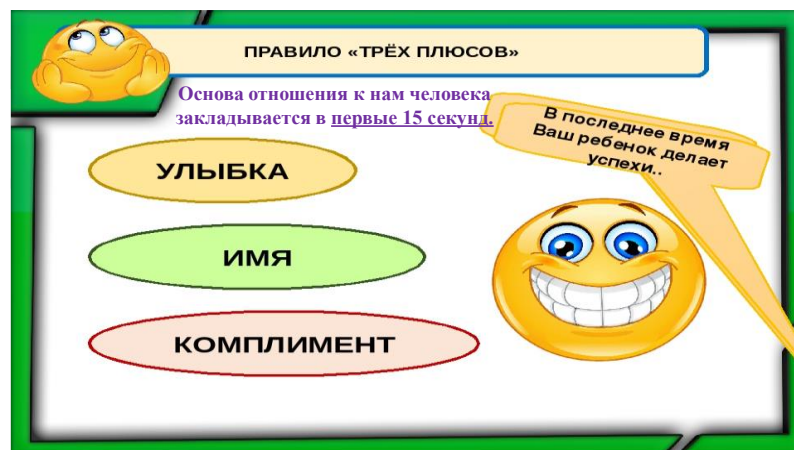 ПРАВИЛО «ТРЁХ ПЛЮСОВ»
Основа отношения к нам человека
закладывается в первые 15 секунд.
В последнее время
Ваш ребенок делает
успехи..
УЛЫБКА
ИМЯ
КОМПЛИМЕНТ